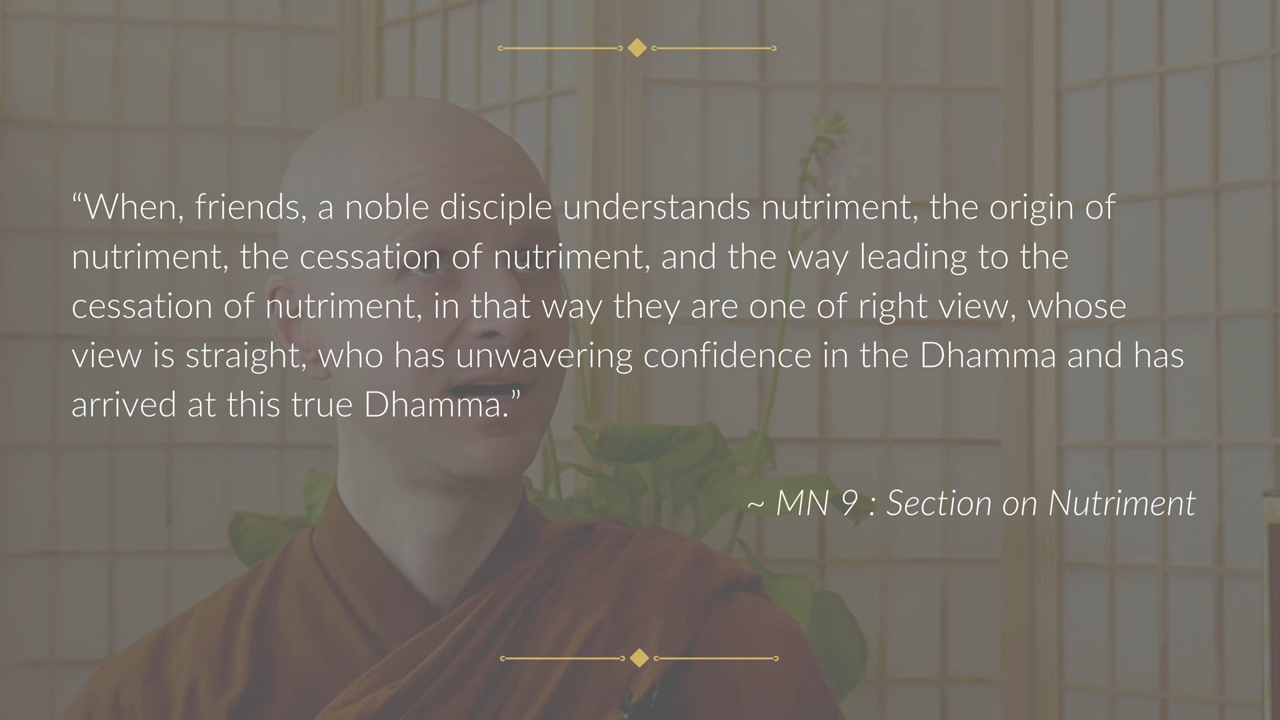 “When, friends, a noble disciple understands nutriment, the origin of
nutriment, the cessation of nutriment, and the way leading to the
cessation of nutriment, in that way they are one of right view, whose
view is straight, who has unwavering confidence in the Dhamma and has
arrived at this true Dhamma.”
~ MN 9 : Section on Nutriment